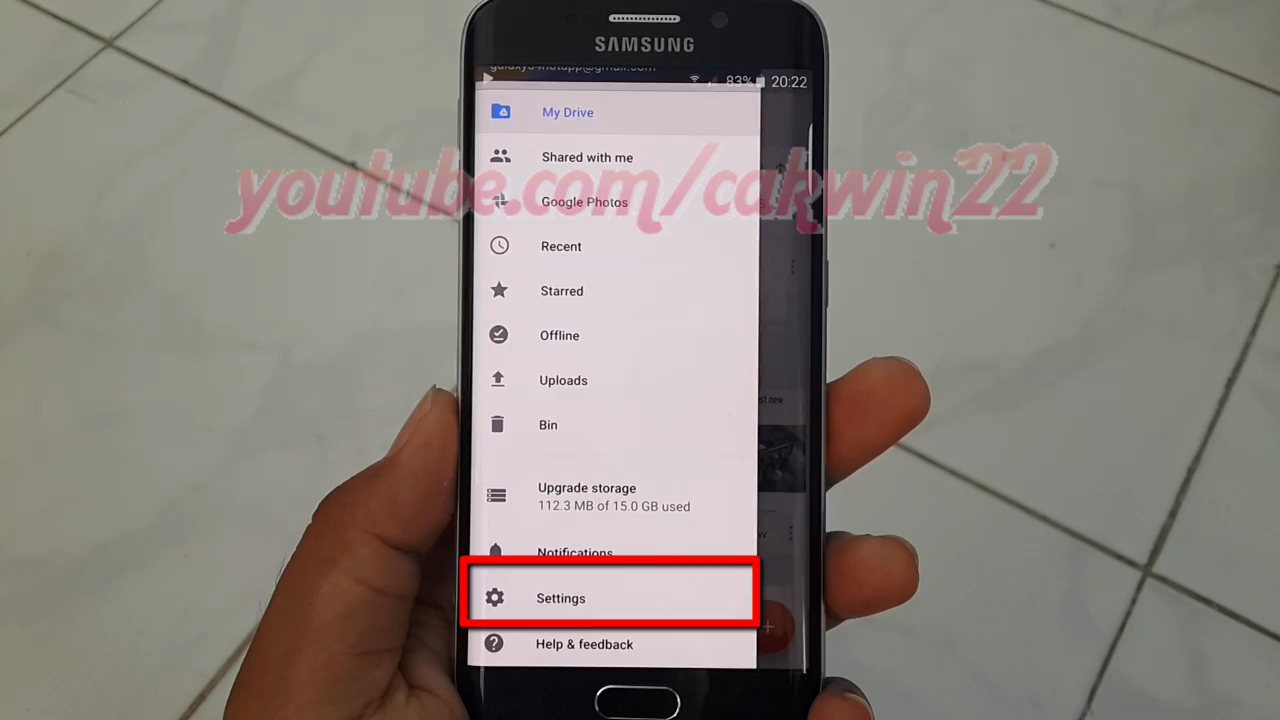 SAMSUNG
83% 20:22
My Drive
Shared with me
youtube.com/cakwin22
Google Photos
Recent
Starred
Offline
Uploads
Bin
Upgrade storage
112.3 MB of 15.0 GB used
Notifications
Settings
Help & feedback